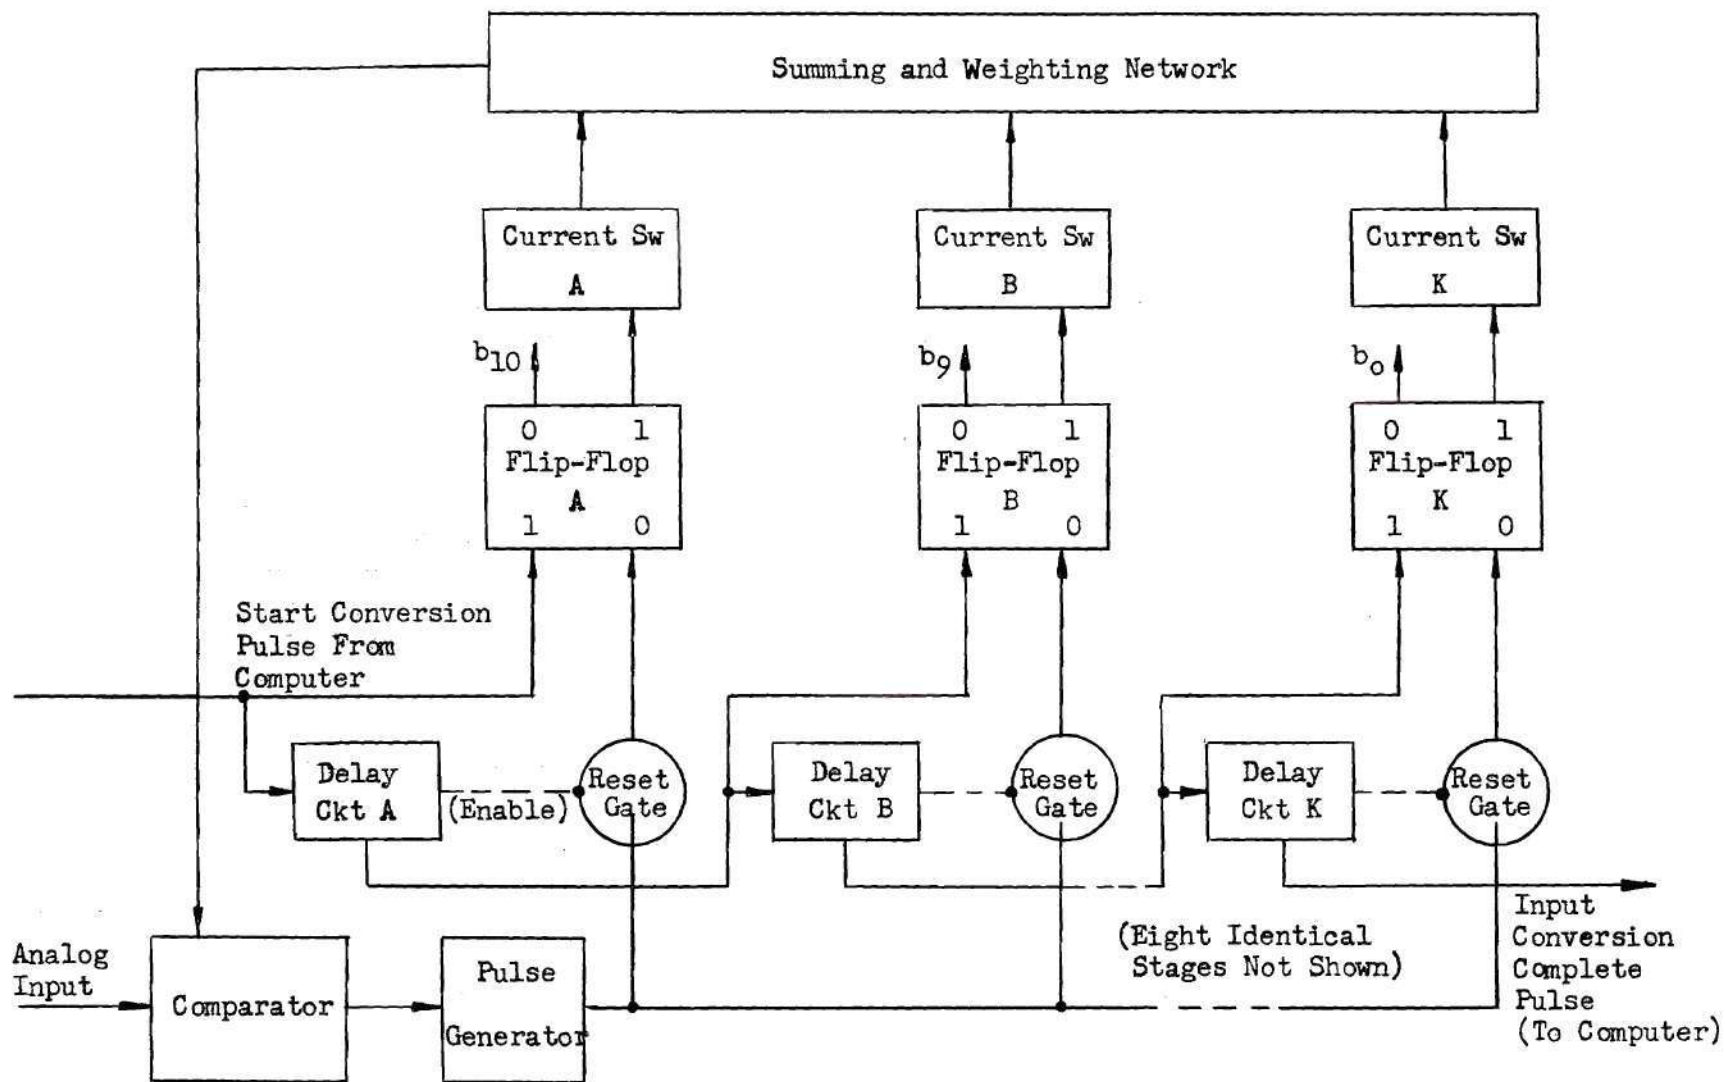 Summing and Weighting Network
Current Sw
A
Current Sw
B
Current Sw
K
b10
b9
bo
0 1
Flip-Flop
A
1 0
0 1
Flip-Flop
B
1 0
0 1
Flip-Flop
K
1 0
Start Conversion
Pulse From
Computer
Delay
Ckt A
(Enable)
Reset
Gate
Delay
Ckt B
Reset
Gate
Delay
Ckt K
Reset
Gate
Analog
Input
Comparator
Pulse
Generator
(Eight Identical
Stages Not Shown)
Input
Conversion
Complete
Pulse
(To Computer)